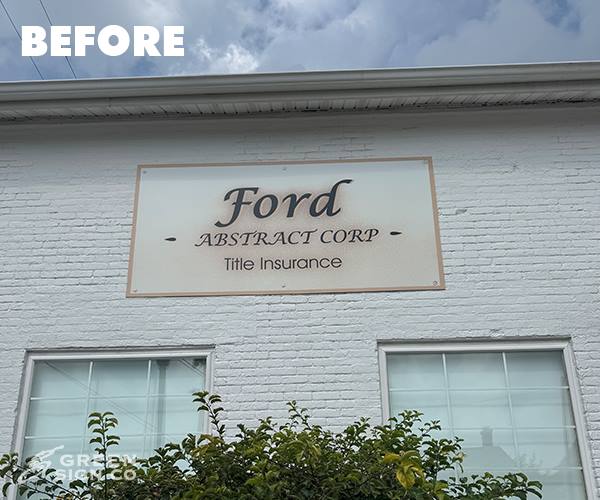 BEFORE
Ford
- ABSTRACT CORP -
Title Insurance
GREEN
SIGN CO